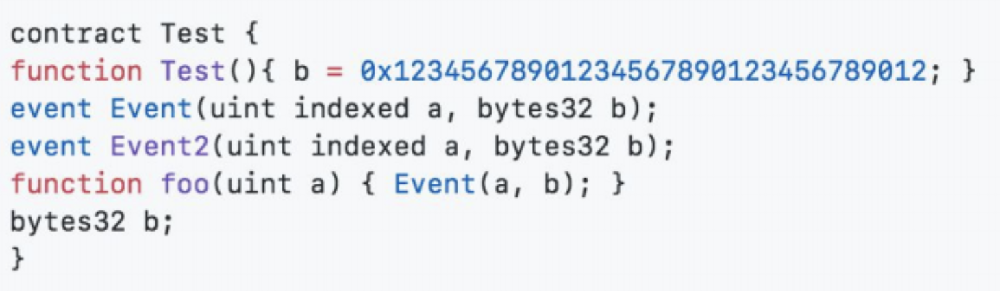 contract Test {
function Test(){ b = 0x12345678901234567890123456789012; }
event Event(uint indexed a, bytes32 b);
event Event2(uint indexed a, bytes32 b);
function foo(uint a) { Event(a, b); }
bytes32 b;
}